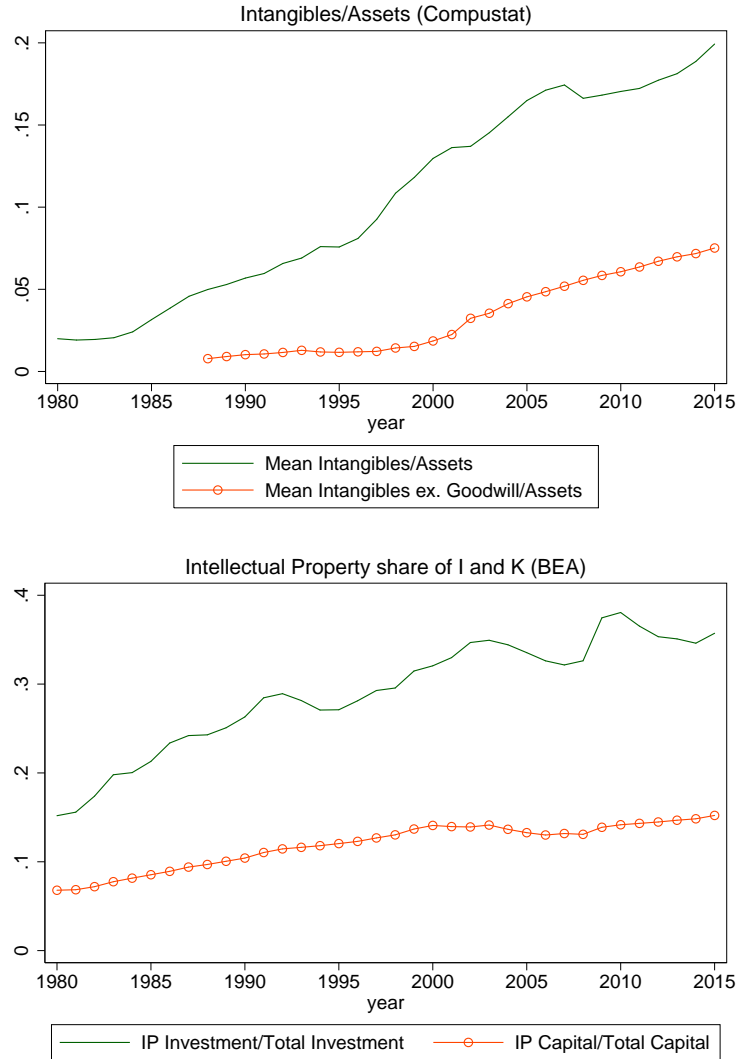 Intangibles/Assets (Compustat)
.2
.15
.1
.05
0
1980 1985 1990 1995 2000 2005 2010 2015
year
Mean Intangibles/Assets
Mean Intangibles ex. Goodwill/Assets
Intellectual Property share of I and K (BEA)
.4
.3
.2
.1
0
1980 1985 1990 1995 2000 2005 2010 2015
year
IP Investment/Total Investment IP Capital/Total Capital